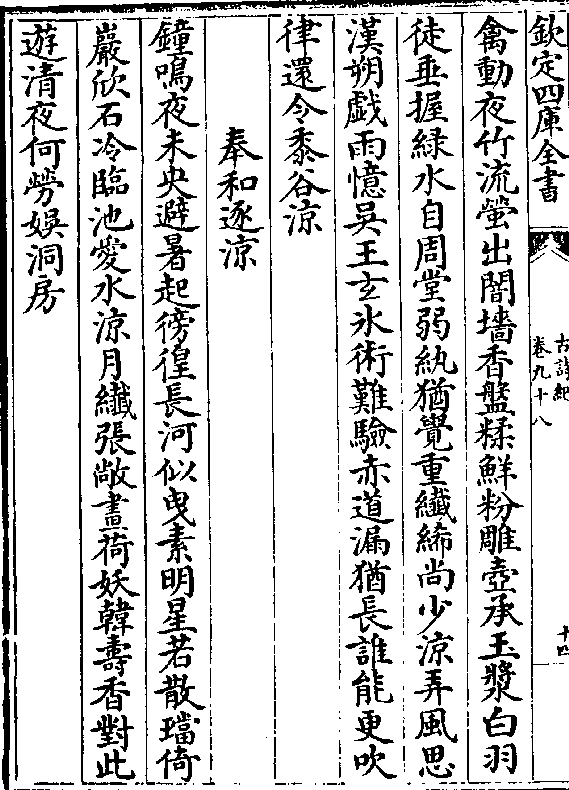 欽定四庫全書
古詩紀
卷九十八
十四
禽動夜竹流螢出闇墻香盤糅鮮粉雕壺承玉漿白羽
徒垂握緑水自周堂弱紈猶覺重纖絺尚少涼弄風思
漢朔戯雨憶吳王玄氷術難驗赤道漏猶長誰能更吹
律還令黍谷涼
奉和逐涼
鐘鳴夜未央避暑起徬徨長河似曳素明星若散璫倚
巖欣石冷臨池愛水涼月纖張敞畫荷妖韓壽香對此
遊清夜何勞娛洞房